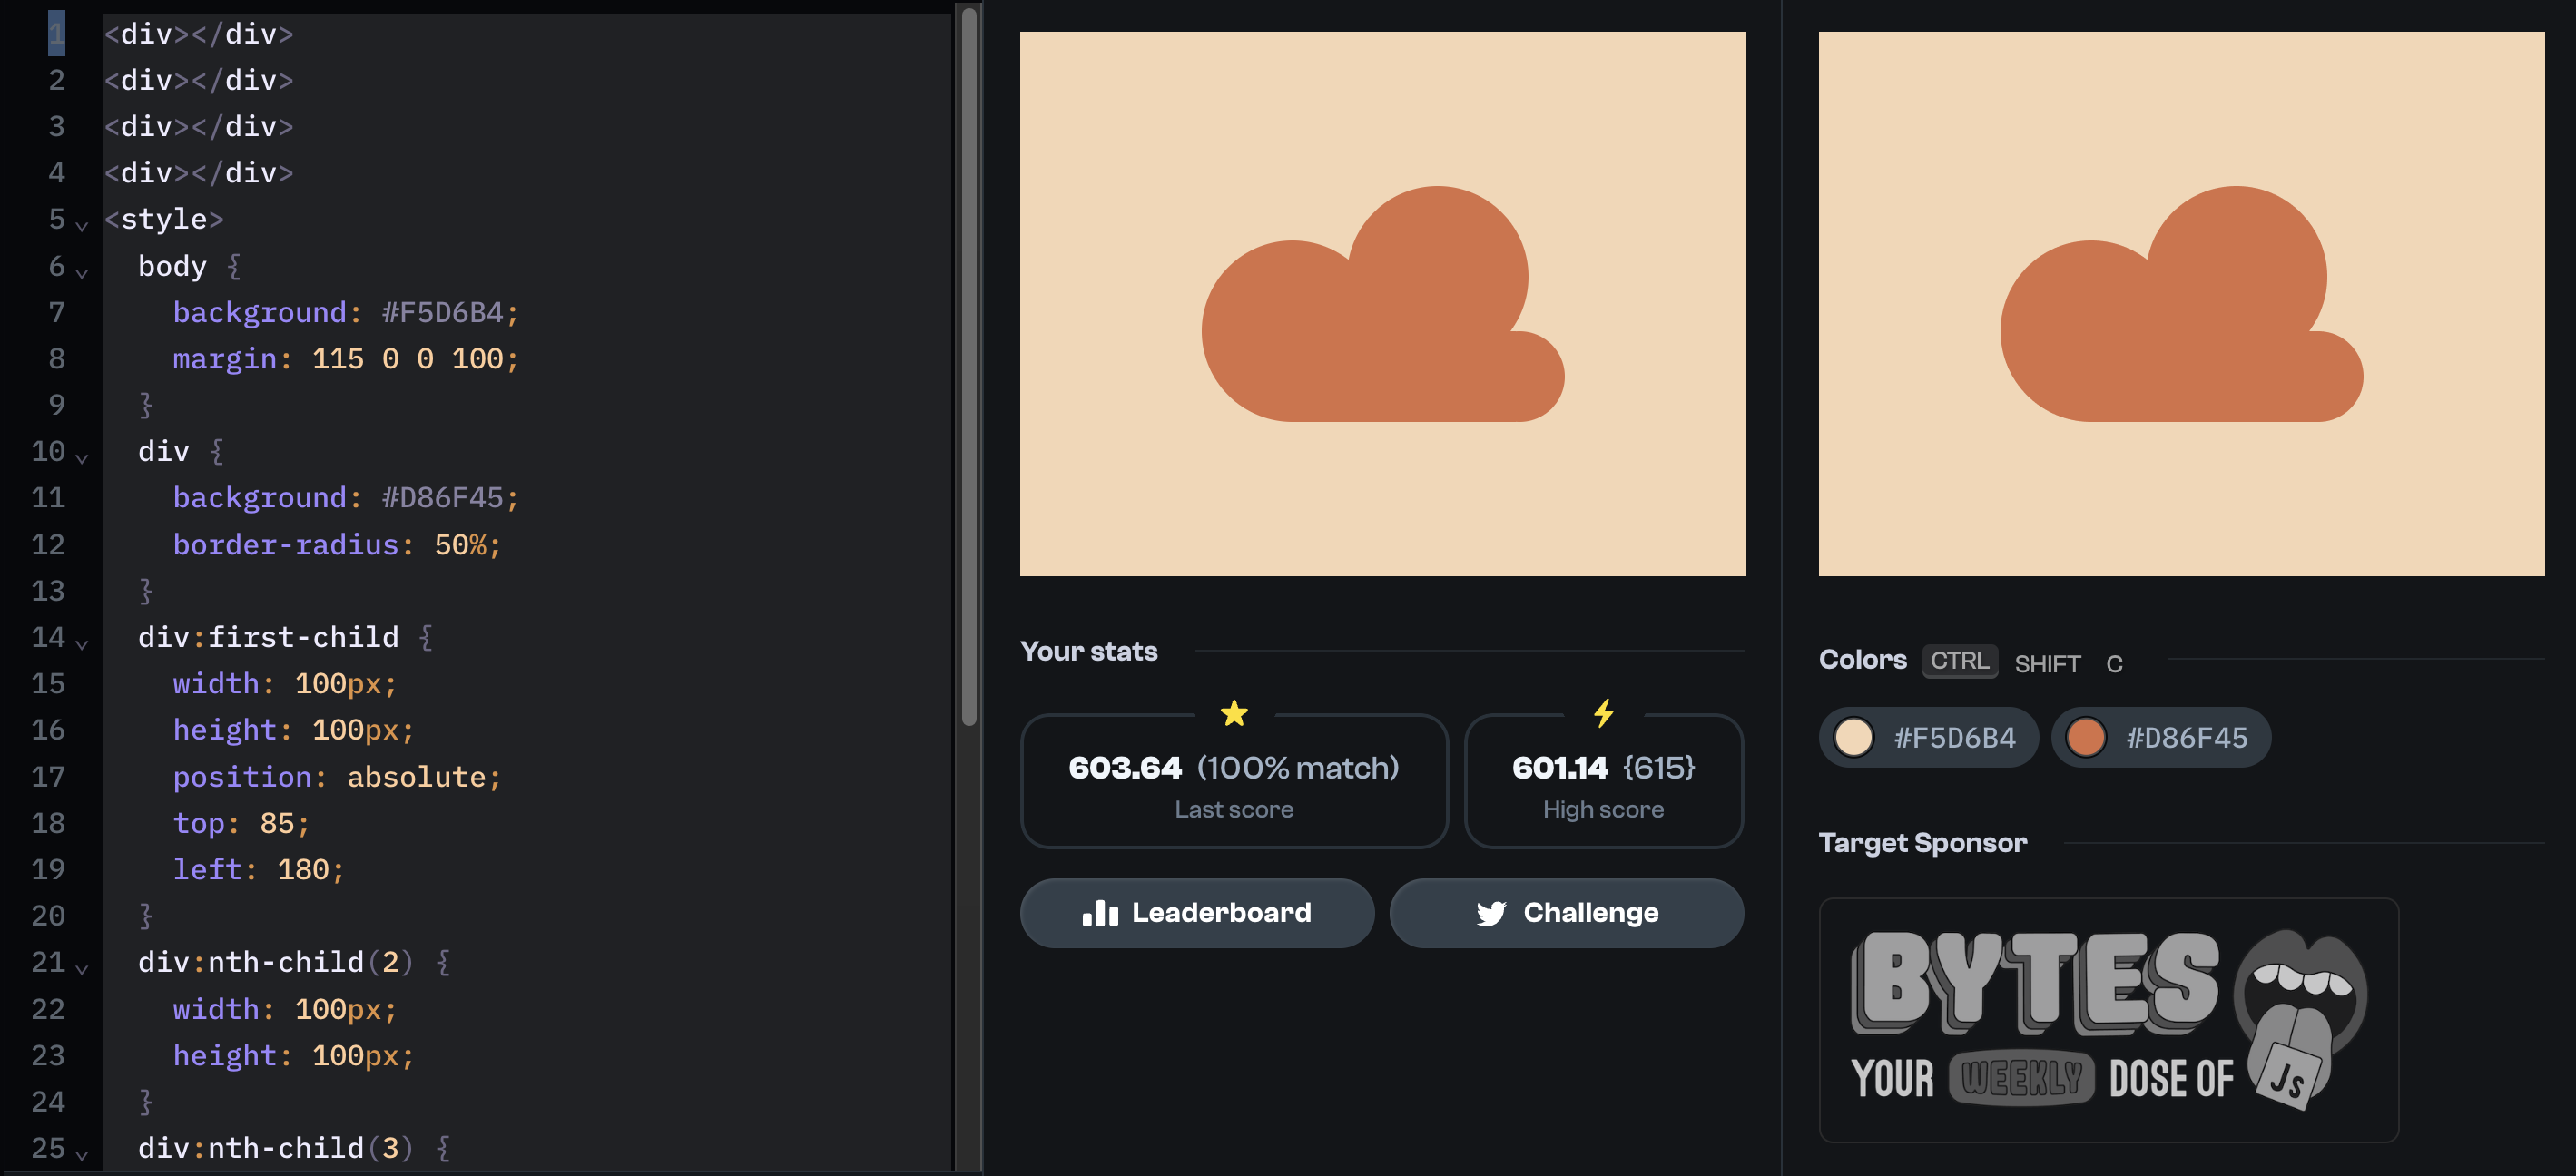 1 <div></div>
2 <div></div>
3 <div></div>
4 <div></div>
5 <style>
6 body {
7 background: #F5D6B4;
8 margin: 115 0 0 100;
9 }
10 div {
11 background: #D86F45;
12 border-radius: 50%;
13 }
14 div:first-child {
15 width: 100px;
16 height: 100px;
17 position: absolute;
18 top: 85;
19 left: 180;
20 }
21 div:nth-child(2) {
22 width: 100px;
23 height: 100px;
24 }
25 div:nth-child(3) {
Your stats
603.64 (100% match)
Last score
601.14 {615}
High score
Leaderboard
Challenge
Colors CTRL SHIFT C
#F5D6B4
#D86F45
Target Sponsor
BYTES
YOUR WEEKLY DOSE OF
JS